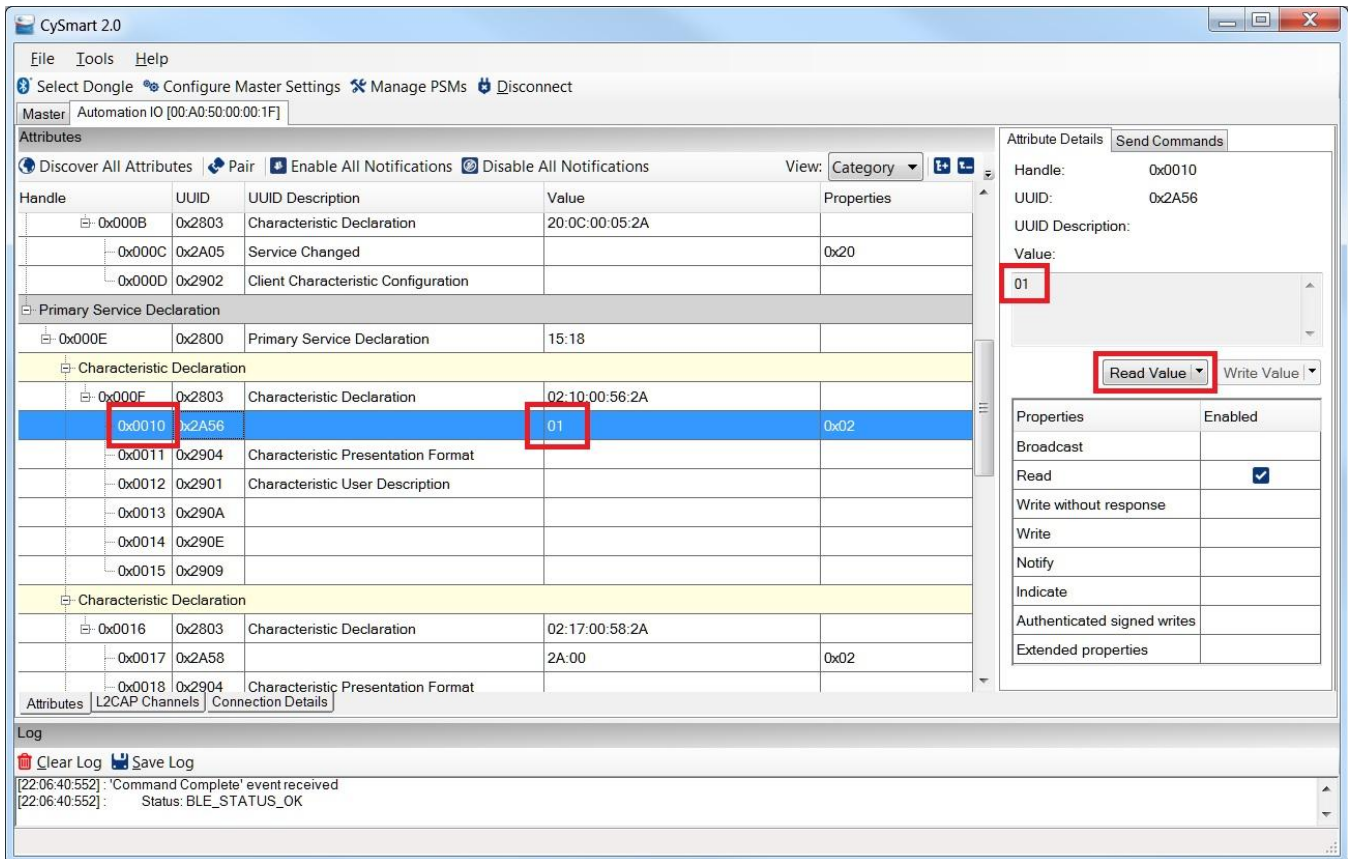 CySmart 2.0
File Tools Help
Select Dongle Configure Master Settings Manage PSMs Disconnect
Master Automation IO [00:A0:50:00:00:1F]
Attributes
Discover All Attributes Pair Enable All Notifications Disable All Notifications View: Category
Handle UUID UUID Description Value Properties
0x000B 0x2803 Characteristic Declaration 20:0C:00:05:2A
0x000C 0x2A05 Service Changed 0x20
0x000D 0x2902 Client Characteristic Configuration
Primary Service Declaration
0x000E 0x2800 Primary Service Declaration 15:18
Characteristic Declaration
0x000F 0x2803 Characteristic Declaration 02:10:00:56:2A
0x0010 0x2A56 01 0x02
0x0011 0x2904 Characteristic Presentation Format
0x0012 0x2901 Characteristic User Description
0x0013 0x290A
0x0014 0x290E
0x0015 0x2909
Characteristic Declaration
0x0016 0x2803 Characteristic Declaration 02:17:00:58:2A
0x0017 0x2A58 2A:00 0x02
0x0018 0x2904 Characteristic Presentation Format
Attributes L2CAP Channels Connection Details
Attribute Details Send Commands
Handle: 0x0010
UUID: 0x2A56
UUID Description:
Value:
01
Read Value Write Value
Properties Enabled
Broadcast
Read
Write without response
Write
Notify
Indicate
Authenticated signed writes
Extended properties
Log
Clear Log Save Log
[22:06:40:552] : 'Command Complete' event received
[22:06:40:552] : Status: BLE_STATUS_OK